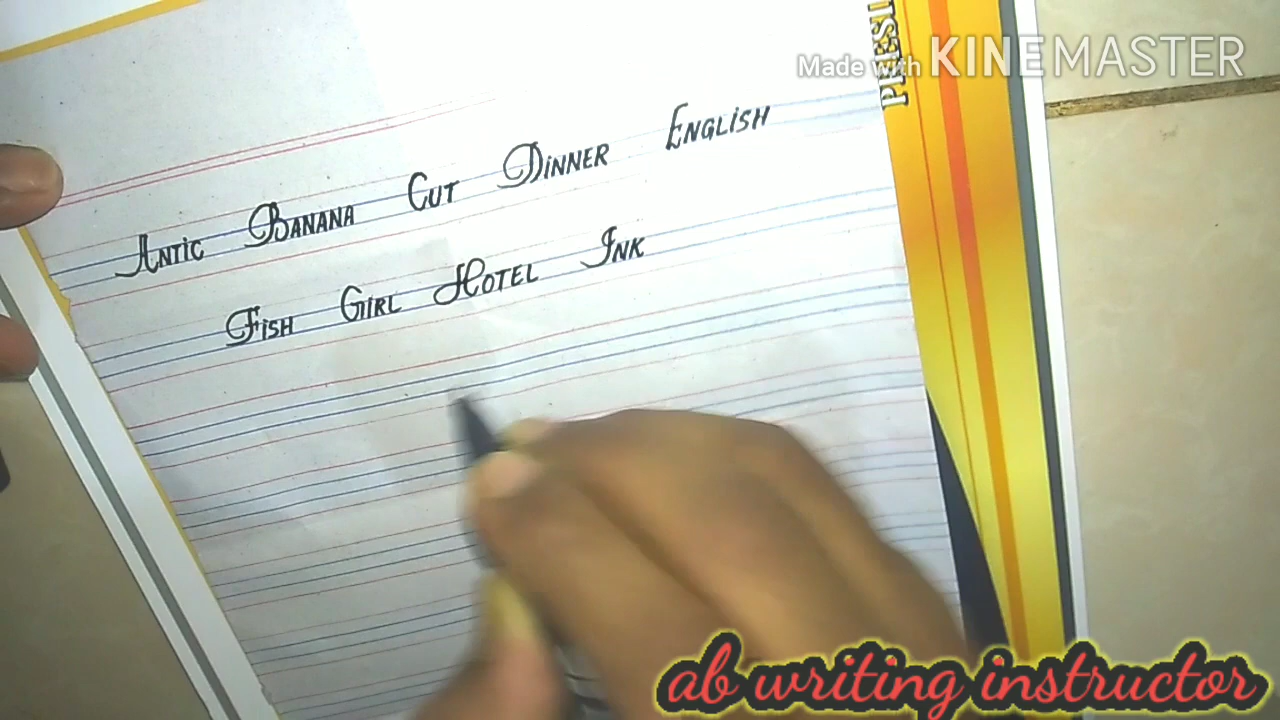 Made with KINEMASTER
ANTiC BANANA CUT DiNNER ENGLiSH
FiSH GiRL HOTEL INK
ab writing instructor